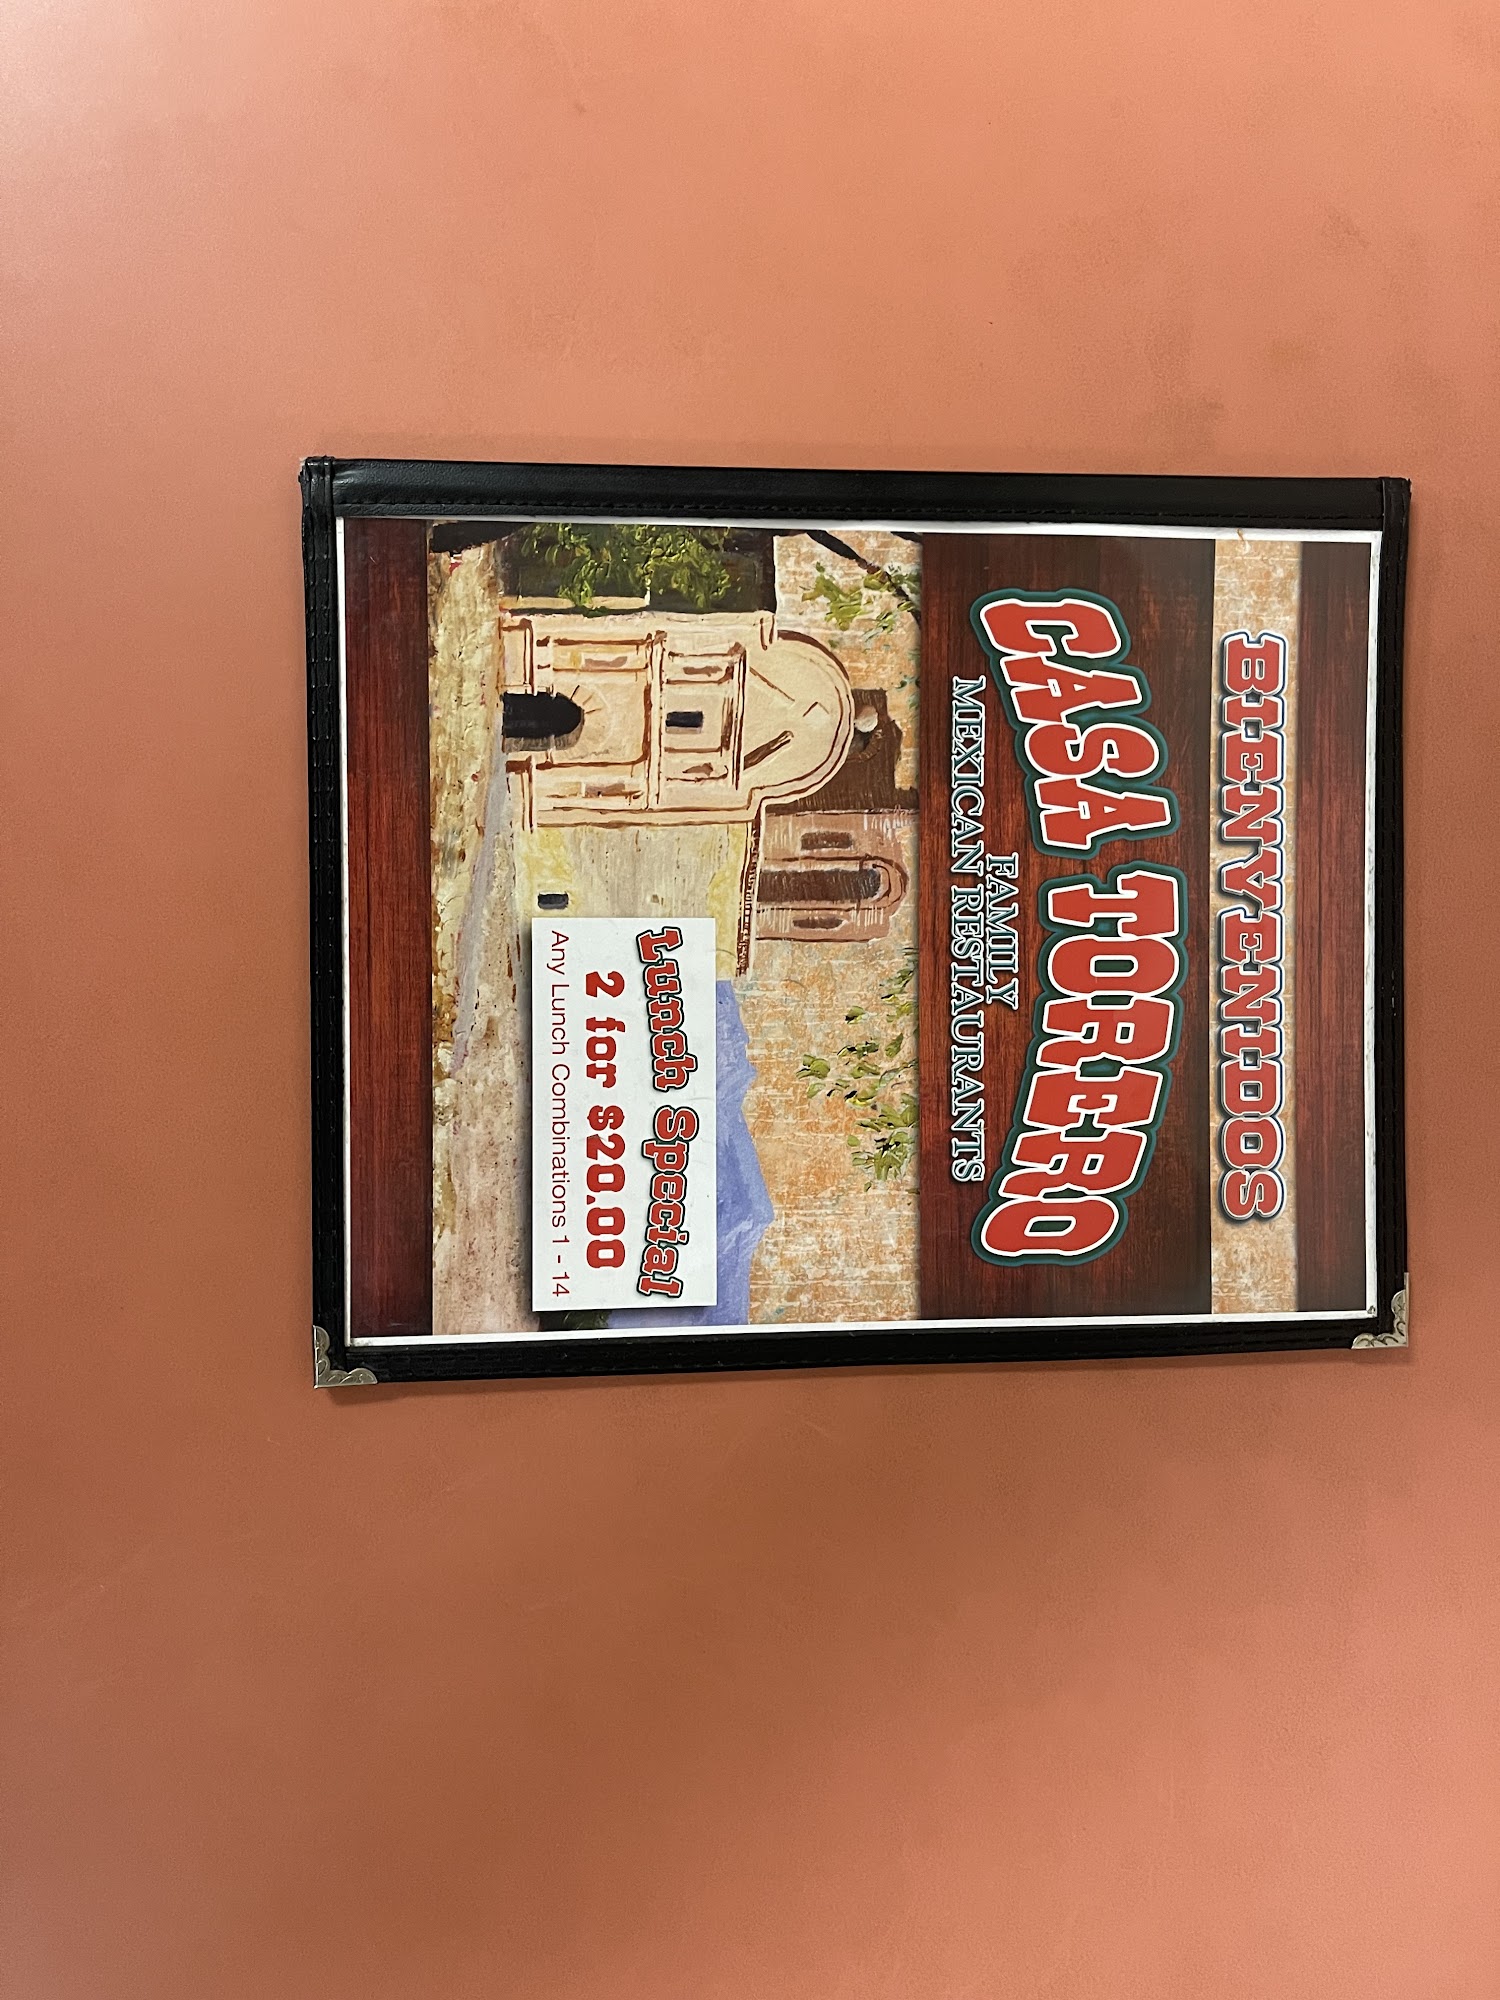 BIENVENIDOS
CASA TORERO
FAMILY
MEXICAN RESTAURANTS
Lunch Special
2 for $20.00
Any Lunch Combinations 1 - 14